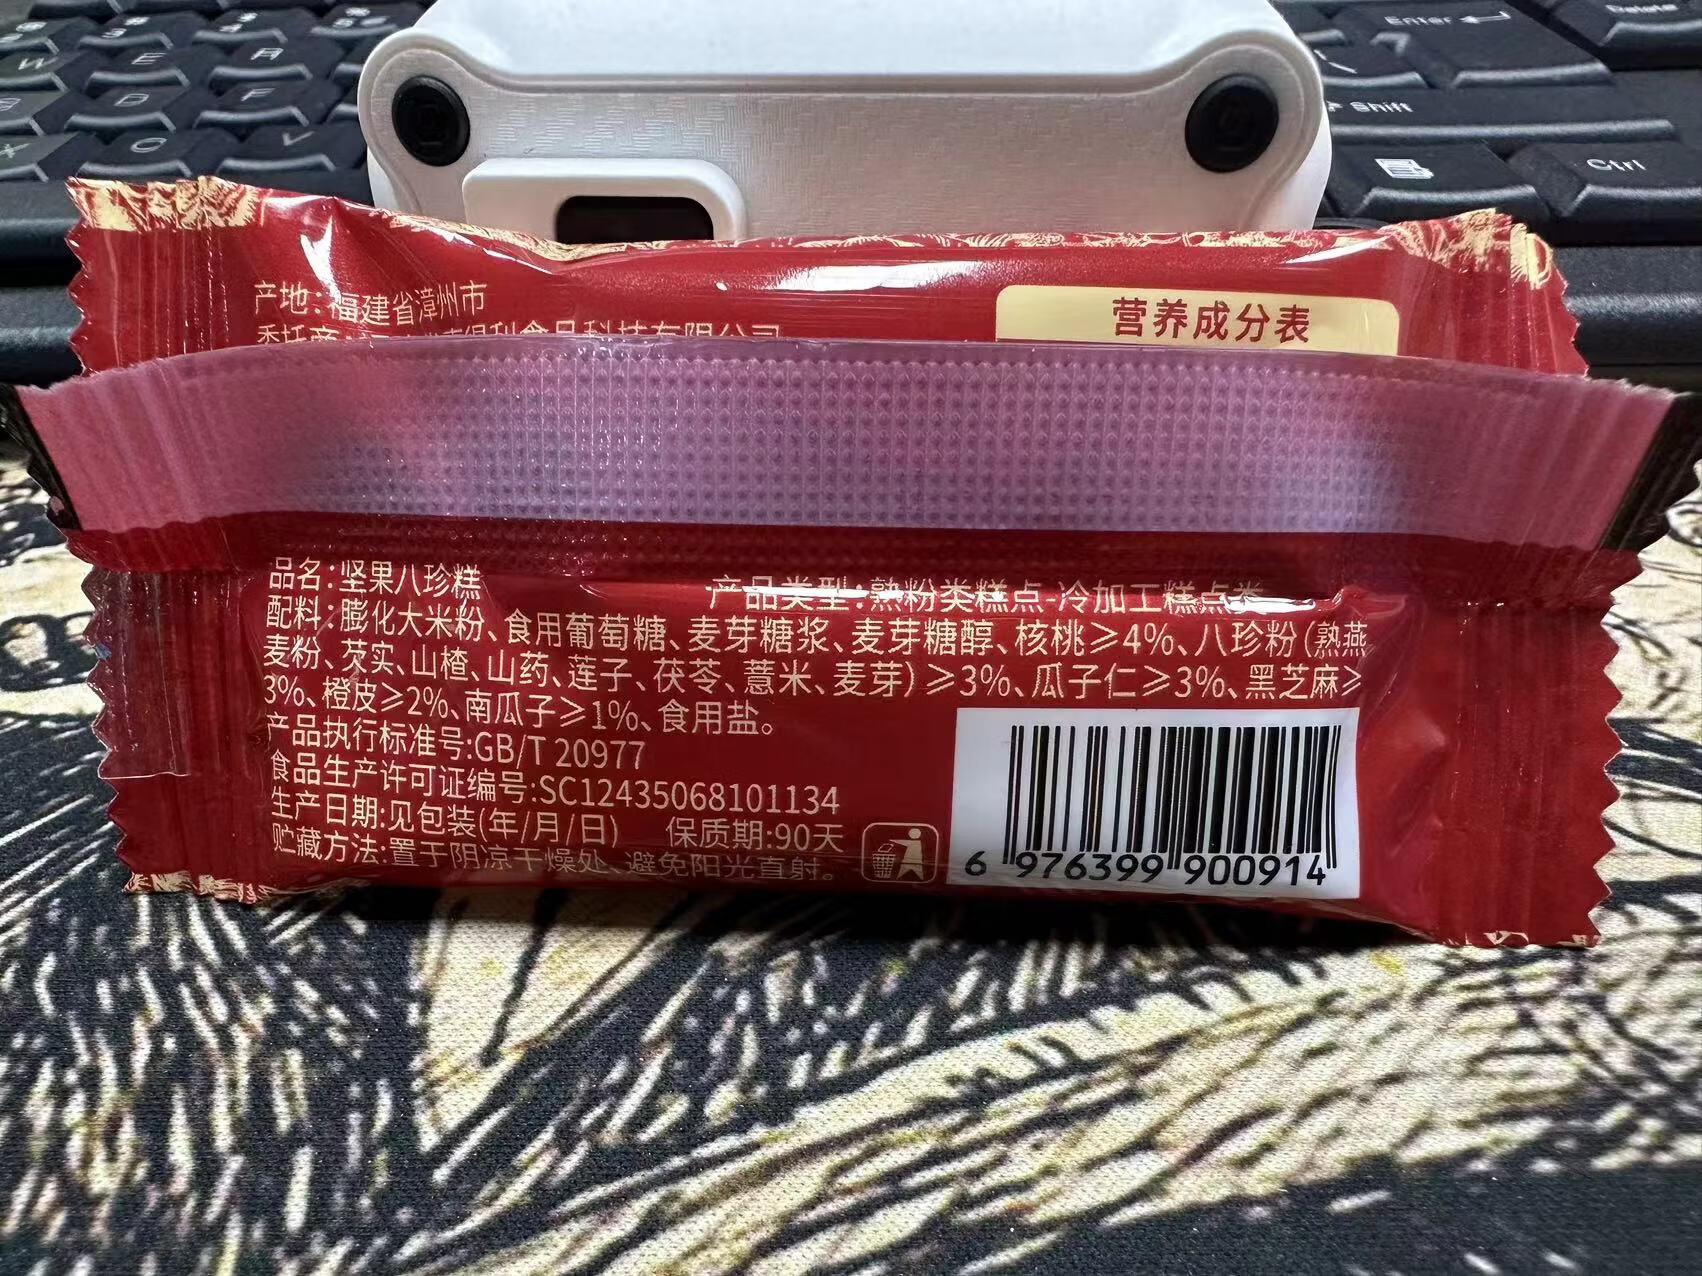 Enter
Delete
Shift
Ctrl
产地:福建省漳州市
营养成分表
品名:坚果八珍糕
产品类型:熟粉类糕点-冷加工糕点类
配料:膨化大米粉、食用葡萄糖、麦芽糖浆、麦芽糖醇、核桃≥4%、八珍粉(熟燕
麦粉、芡实、山楂、山药、莲子、茯苓、薏米、麦芽)≥3%、瓜子仁≥3%、黑芝麻≥
3%、橙皮≥2%、南瓜子≥1%、食用盐。
产品执行标准号:GB/T 20977
食品生产许可证编号:SC12435068101134
生产日期:见包装(年/月/日) 保质期:90天
贮藏方法:置于阴凉干燥处、避免阳光直射。
6 976399 900914